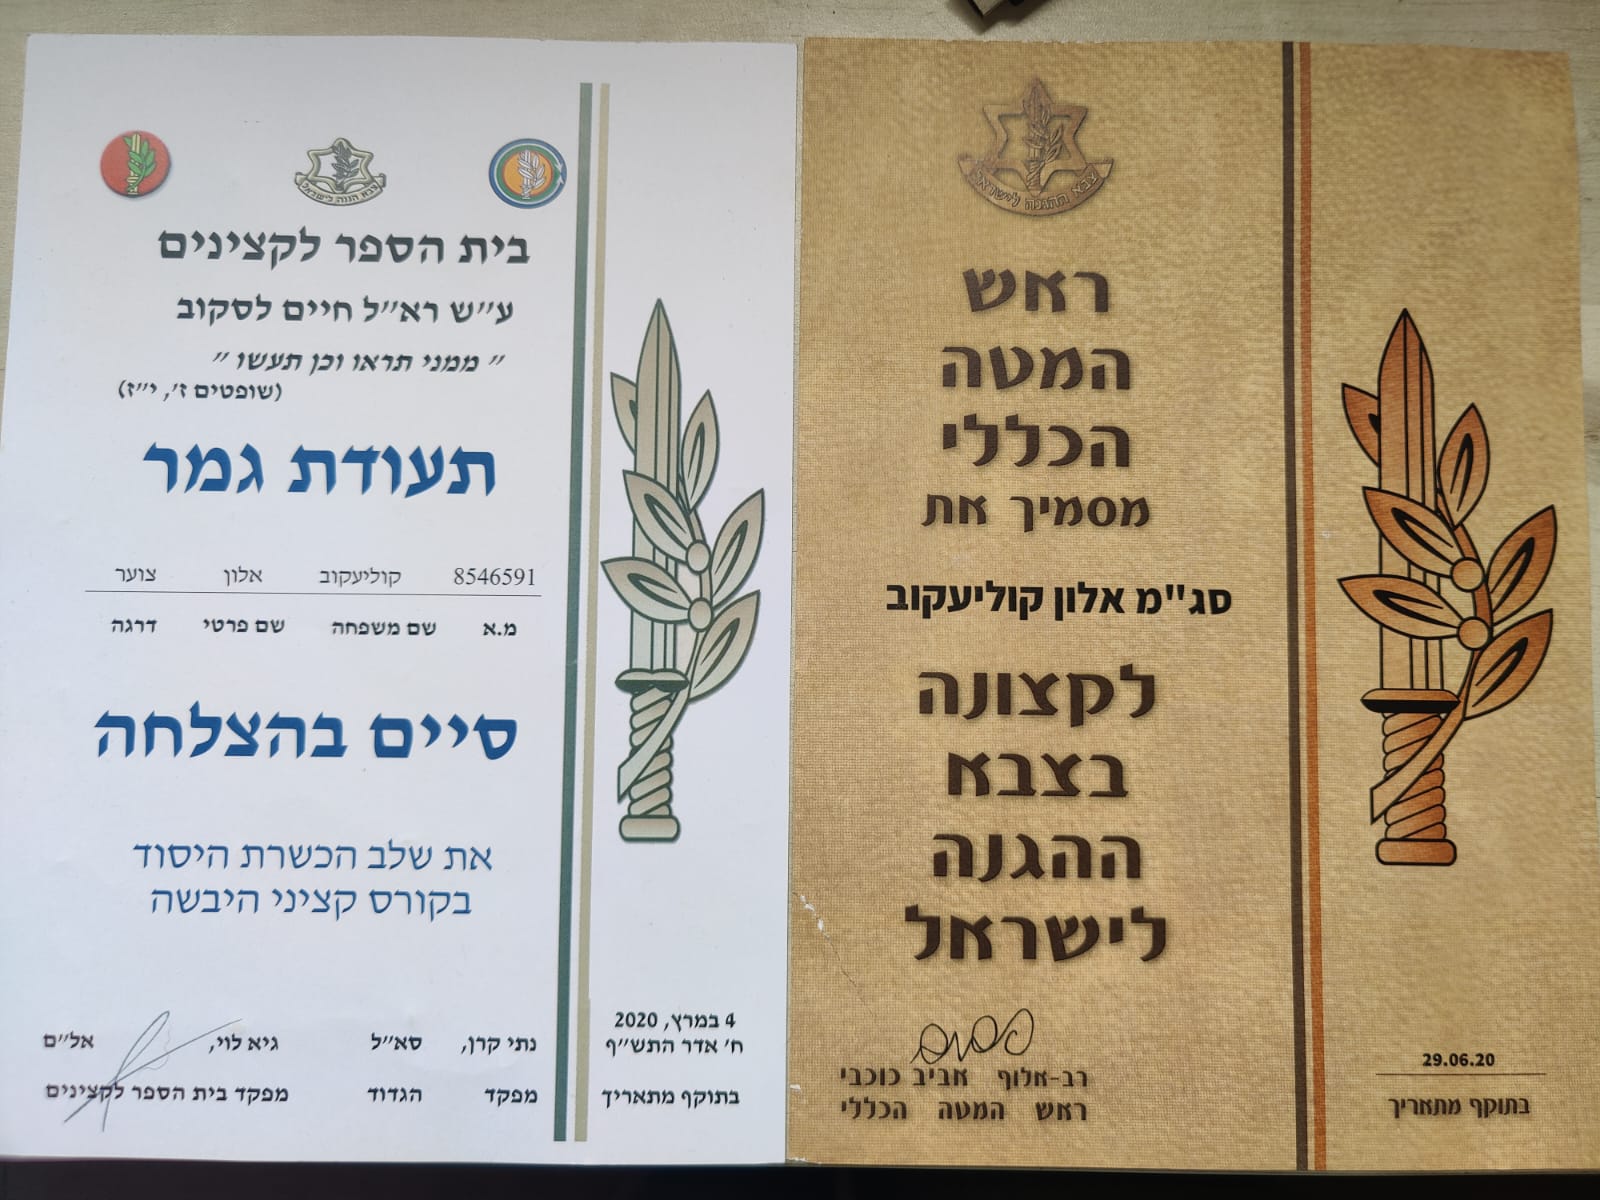 צבא הגנה לישראל
בית הספר לקצינים
ע״ש רא״ל חיים לסקוב
״ ממני תראו וכן תעשו ״
(שופטים ז׳, י״ז)
תעודת גמר
8546591 קוליעקוב אלון צוער
מ.א שם משפחה שם פרטי דרגה
סיים בהצלחה
את שלב הכשרת היסוד
בקורס קציני היבשה
נתי קרן, סא״ל
מפקד הגדוד
גיא לוי, אל״ם
מפקד בית הספר לקצינים
4 במרץ, 2020
ח׳ אדר התש״ף
בתוקף מתאריך
צבא ההגנה לישראל
ראש
המטה
הכללי
מסמיך את
סג"מ אלון קוליעקוב
לקצונה
בצבא
ההגנה
לישראל
רב-אלוף אביב כוכבי
ראש המטה הכללי
29.06.20
בתוקף מתאריך